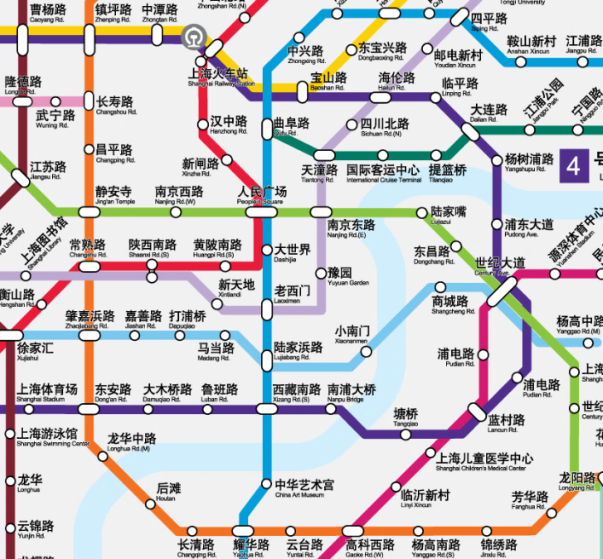 曹杨路
镇坪路
Zhenping Rd.
中潭路
Zhongtan Rd.
Zhongshan Rd.(N)
上海火车站
Shanghai Railway Station
中兴路
Zhongxing Rd.
东宝兴路
Dongbaoxing Rd.
四平路
Siping Rd.
Tongji University
邮电新村
Youdian Xincun
鞍山新村
Anshan Xincun
江浦路
Jiangpu Rd.
宝山路
Baoshan Rd.
海伦路
Hailun Rd.
临平路
Linping Rd.
大连路
Dalian Rd.
江浦公园
Jiangpu Park
宁国路
Ningguo Rd.
隆德路
武宁路
Wuning Rd.
长寿路
Changshou Rd.
昌平路
Changping Rd.
汉中路
Hanzhong Rd.
新闸路
Xinzha Rd.
曲阜路
Qufu Rd.
四川北路
Sichuan Rd.(N)
天潼路
Tiantong Rd.
国际客运中心
International Cruise Terminal
提篮桥
Tilanqiao
杨树浦路
Yangshupu Rd.
4
江苏路
Jiangsu Rd.
静安寺
Jing'an Temple
南京西路
Nanjing Rd.(W)
人民广场
People's Square
南京东路
Nanjing Rd.(E)
陆家嘴
Lujiazui
浦东大道
Pudong Ave.
上海图书馆
Shanghai Library
常熟路
Changshu Rd.
陕西南路
Shaanxi Rd.(S)
黄陂南路
Huangpi Rd.(S)
大世界
Dashijie
豫园
Yuyuan Garden
东昌路
Dongchang Rd.
世纪大道
Century Ave.
源深体育中心
Yuanshen Stadium
衡山路
Hengshan Rd.
新天地
Xintiandi
老西门
Laoximen
商城路
Shangcheng Rd.
肇嘉浜路
Zhaojiabang Rd.
嘉善路
Jiashan Rd.
打浦桥
Dapuqiao
马当路
Madang Rd.
陆家浜路
Lujiabang Rd.
小南门
Xiaonanmen
杨高中路
Yanggao Rd.(M)
徐家汇
Xujiahui
浦电路
Pudian Rd.
浦电路
Pudian Rd.
上海体育场
Shanghai Stadium
东安路
Dong'an Rd.
大木桥路
Damuqiao Rd.
鲁班路
Luban Rd.
西藏南路
Xizang Rd.(S)
南浦大桥
Nanpu Bridge
塘桥
Tangqiao
蓝村路
Lancun Rd.
上海游泳馆
Shanghai Swimming Center
龙华中路
Longhua Rd.(M)
上海儿童医学中心
Shanghai Children's Medical Center
龙华
Longhua
后滩
Houtan
中华艺术宫
China Art Museum
临沂新村
Linyi Xincun
龙阳路
Longyang Rd.
云锦路
Yunjin Rd.
芳华路
Fanghua Rd.
长清路
Changqing Rd.
耀华路
Yaohua Rd.
云台路
Yuntai Rd.
高科西路
Gaoke Rd.(W)
杨高南路
Yanggao Rd.(S)
锦绣路
Jinxiu Rd.